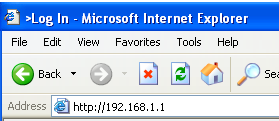 >Log In - Microsoft Internet Explorer
File Edit View Favorites Tools Help
Back
Address http://192.168.1.1